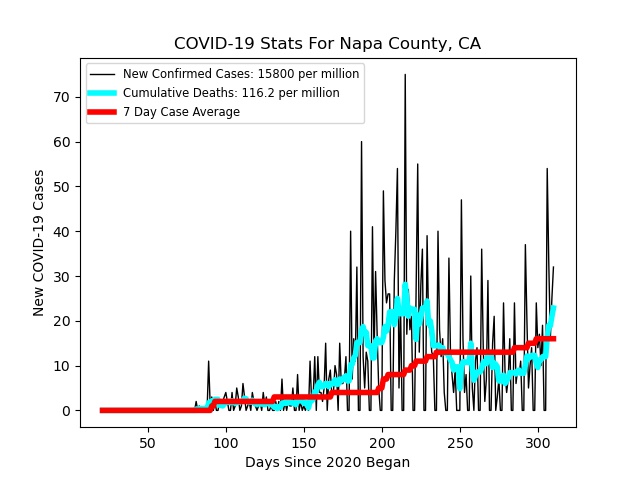 COVID-19 Stats For Napa County, CA
New Confirmed Cases: 15800 per million
Cumulative Deaths: 116.2 per million
7 Day Case Average
New COVID-19 Cases
70
60
50
40
30
20
10
0
50 100 150 200 250 300
Days Since 2020 Began